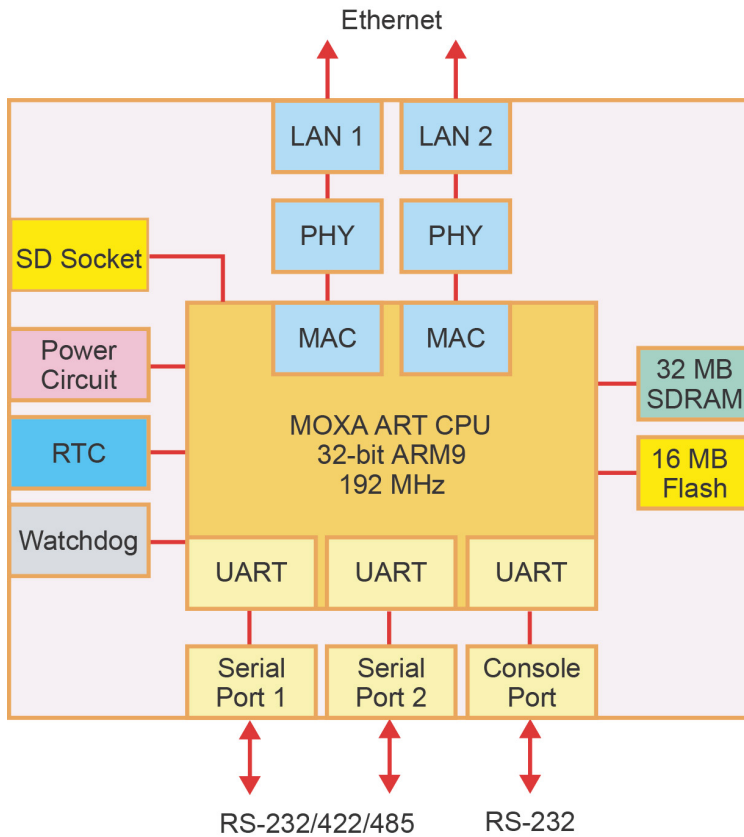 Ethernet
LAN 1
LAN 2
PHY
PHY
SD Socket
MAC
MAC
Power
Circuit
32 MB
SDRAM
MOXA ART CPU
32-bit ARM9
192 MHz
RTC
16 MB
Flash
Watchdog
UART
UART
UART
Serial
Port 1
Serial
Port 2
Console
Port
RS-232/422/485
RS-232